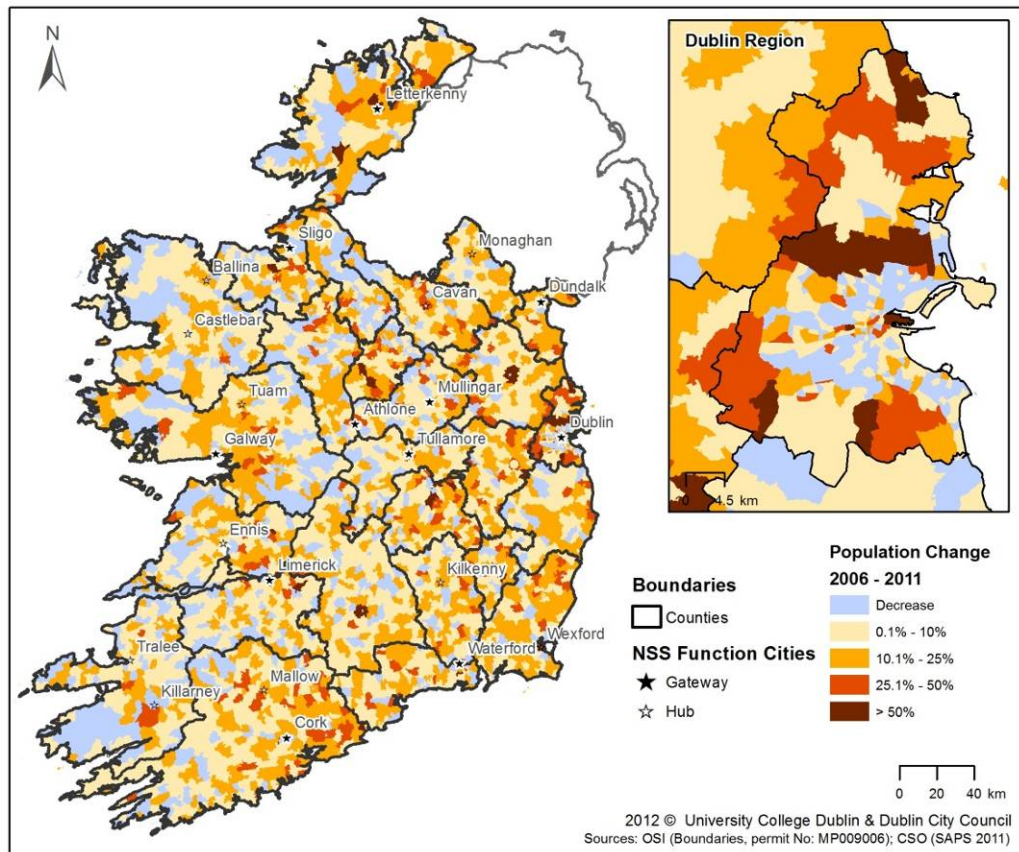 N
Letterkenny
Sligo
Monaghan
Ballina
Cavan
Dundalk
Castlebar
Mullingar
Tuam
Athlone
Dublin
Galway
Tullamore
Ennis
Limerick
Kilkenny
Wexford
Tralee
Waterford
Killarney
Mallow
Cork
Dublin Region
0 4.5 km
Boundaries
Counties
NSS Function Cities
Gateway
Hub
Population Change
2006 - 2011
Decrease
0.1% - 10%
10.1% - 25%
25.1% - 50%
> 50%
0 20 40 km
2012 © University College Dublin & Dublin City Council
Sources: OSI (Boundaries, permit No: MP009006); CSO (SAPS 2011)